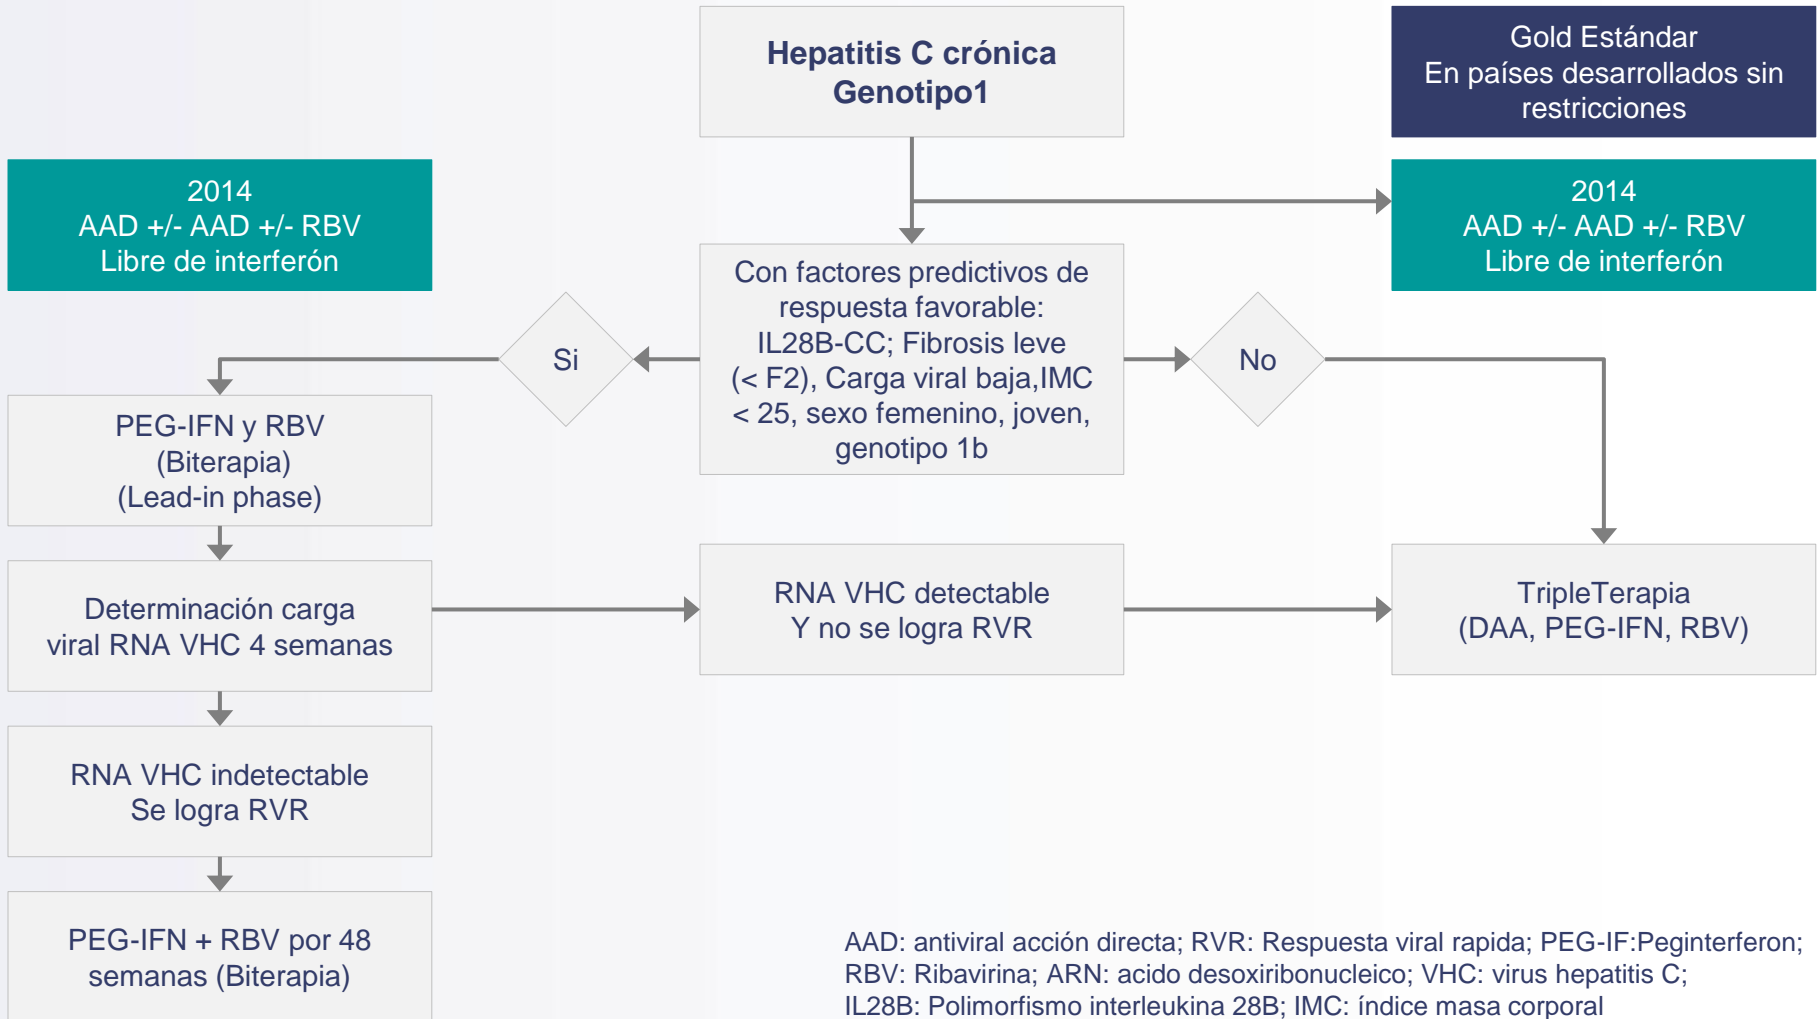 Hepatitis C crónica
Genotipo1
Gold Estándar
En países desarrollados sin
restricciones
2014
AAD +/- AAD +/- RBV
Libre de interferón
2014
AAD +/- AAD +/- RBV
Libre de interferón
Con factores predictivos de
respuesta favorable:
IL28B-CC; Fibrosis leve
(< F2), Carga viral baja,IMC
< 25, sexo femenino, joven,
genotipo 1b
Si
No
PEG-IFN y RBV
(Biterapia)
(Lead-in phase)
Determinación carga
viral RNA VHC 4 semanas
RNA VHC detectable
Y no se logra RVR
TripleTerapia
(DAA, PEG-IFN, RBV)
RNA VHC indetectable
Se logra RVR
PEG-IFN + RBV por 48
semanas (Biterapia)
AAD: antiviral acción directa; RVR: Respuesta viral rapida; PEG-IF:Peginterferon;
RBV: Ribavirina; ARN: acido desoxiribonucleico; VHC: virus hepatitis C;
IL28B: Polimorfismo interleukina 28B; IMC: índice masa corporal